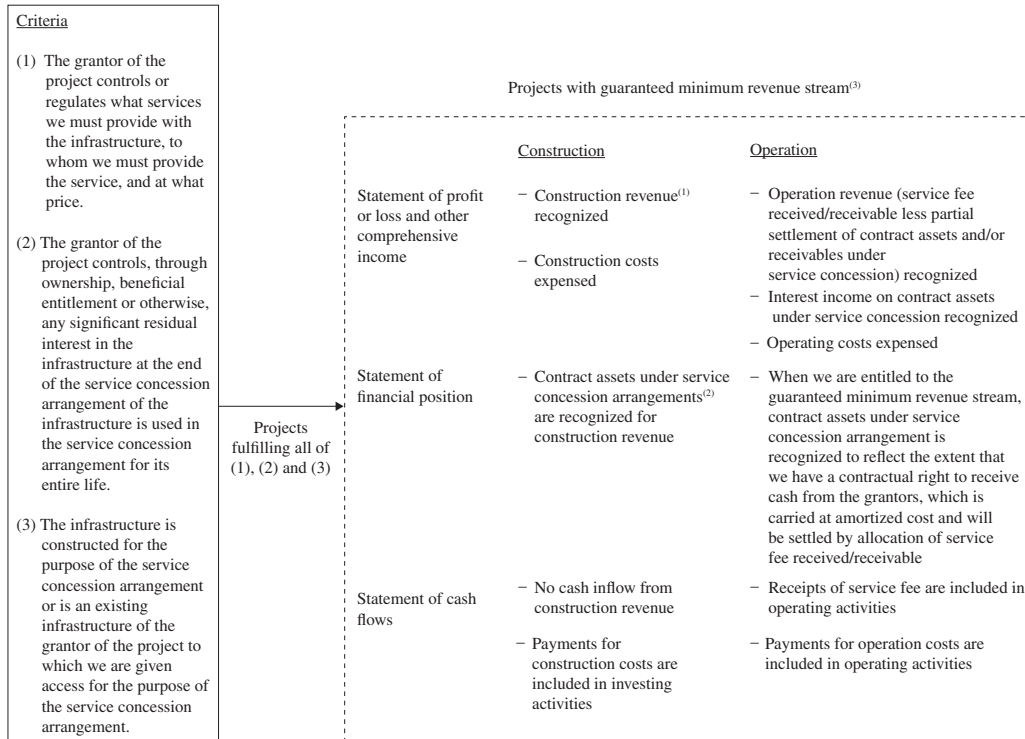 Criteria
(1) The grantor of the
project controls or
regulates what services
we must provide with
the infrastructure, to
whom we must provide
the service, and at what
price.
(2) The grantor of the
project controls, through
ownership, beneficial
entitlement or otherwise,
any significant residual
interest in the
infrastructure at the end
of the service concession
arrangement of the
infrastructure is used in
the service concession
arrangement for its
entire life.
(3) The infrastructure is
constructed for the
purpose of the service
concession arrangement
or is an existing
infrastructure of the
grantor of the project to
which we are given
access for the purpose of
the service concession
arrangement.
Projects
fulfilling all of
(1), (2) and (3)
Projects with guaranteed minimum revenue stream(3)
Construction
Operation
Statement of profit
or loss and other
comprehensive
income
– Construction revenue(1)
recognized
– Construction costs
expensed
– Operation revenue (service fee
received/receivable less partial
settlement of contract assets and/or
receivables under
service concession) recognized
– Interest income on contract assets
under service concession recognized
– Operating costs expensed
Statement of
financial position
– Contract assets under service
concession arrangements(2)
are recognized for
construction revenue
– When we are entitled to the
guaranteed minimum revenue stream,
contract assets under service
concession arrangement is
recognized to reflect the extent that
we have a contractual right to receive
cash from the grantors, which is
carried at amortized cost and will
be settled by allocation of service
fee received/receivable
Statement of cash
flows
– No cash inflow from
construction revenue
– Payments for
construction costs are
included in investing
activities
– Receipts of service fee are included in
operating activities
– Payments for operation costs are
included in operating activities